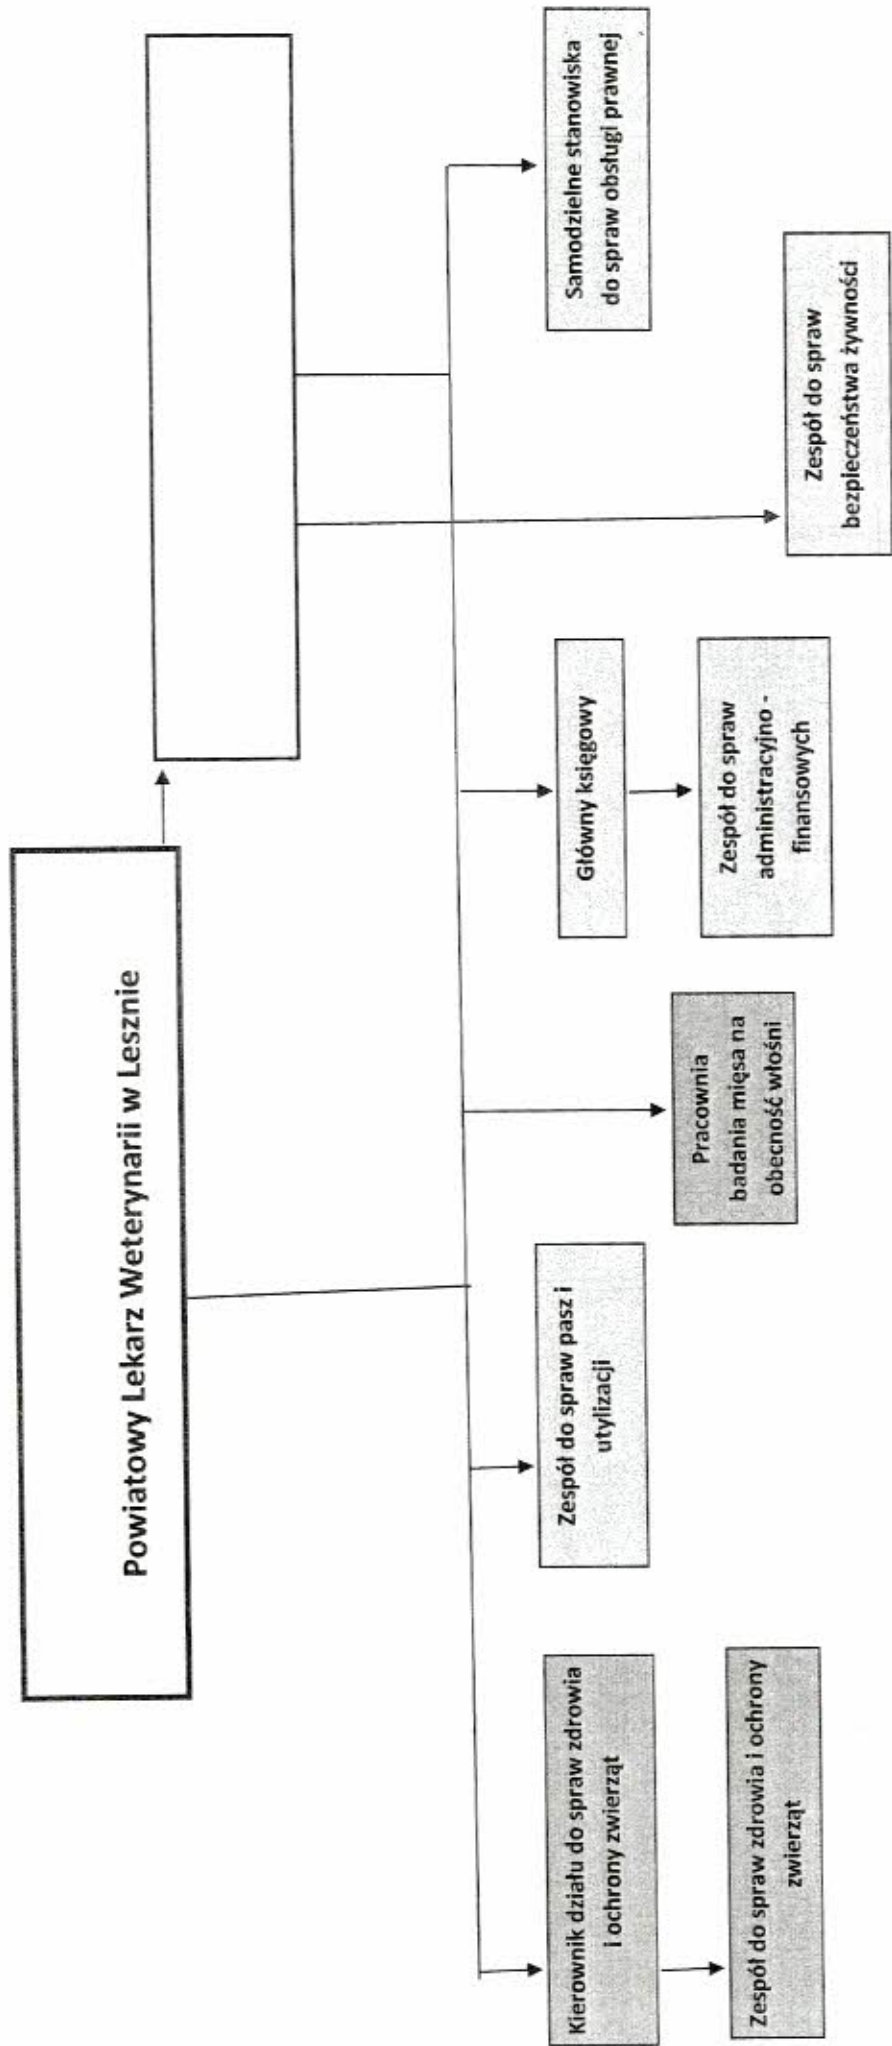 Powiatowy Lekarz Weterynarii w Lesznie
Kierownik działu do spraw zdrowia
i ochrony zwierząt
Zespół do spraw zdrowia i ochrony
zwierząt
Zespół do spraw pasz i
utylizacji
Pracownia
badania mięsa na
obecność włośni
Główny księgowy
Zespół do spraw
administracyjno -
finansowych
Zespół do spraw
bezpieczeństwa żywności
Samodzielne stanowiska
do spraw obsługi prawnej